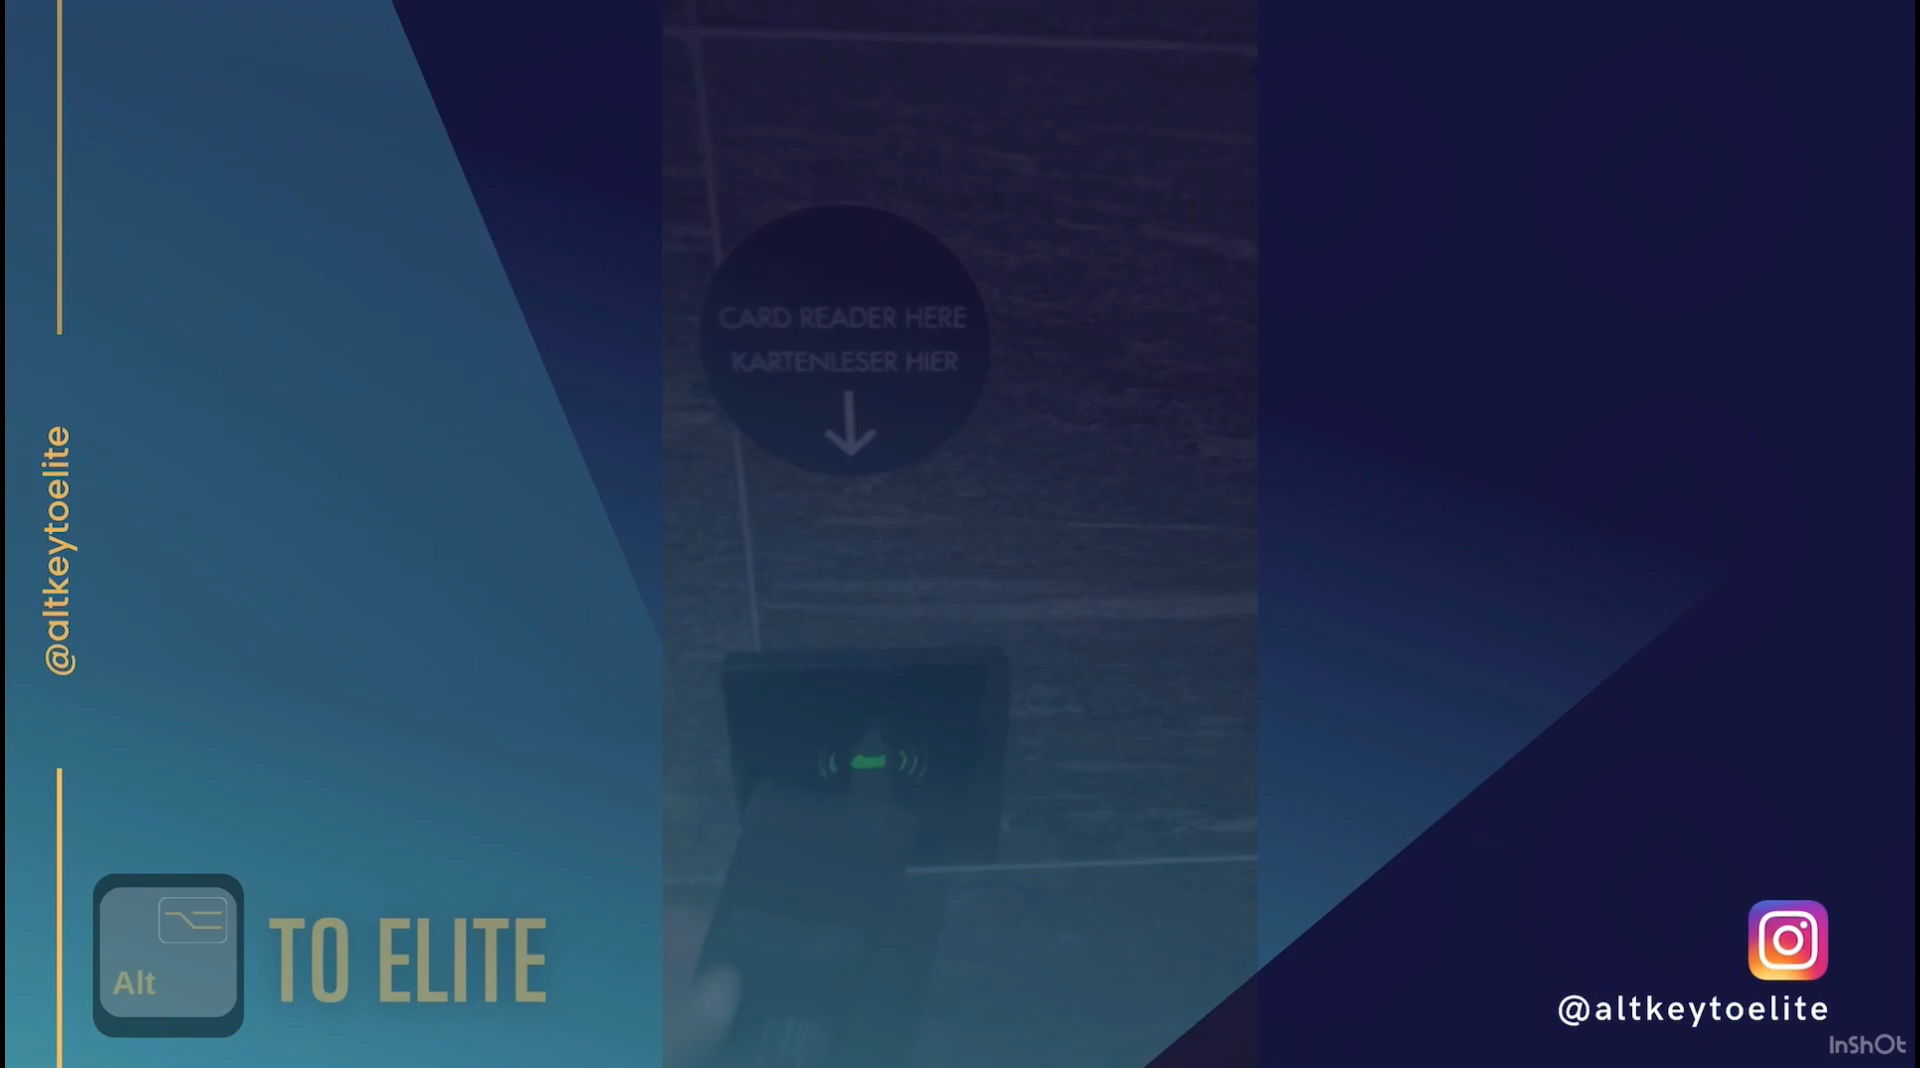 @altkeytoelite
CARD READER HERE
KARTENLESER HIER
Alt
TO ELITE
@altkeytoelite
InShOt